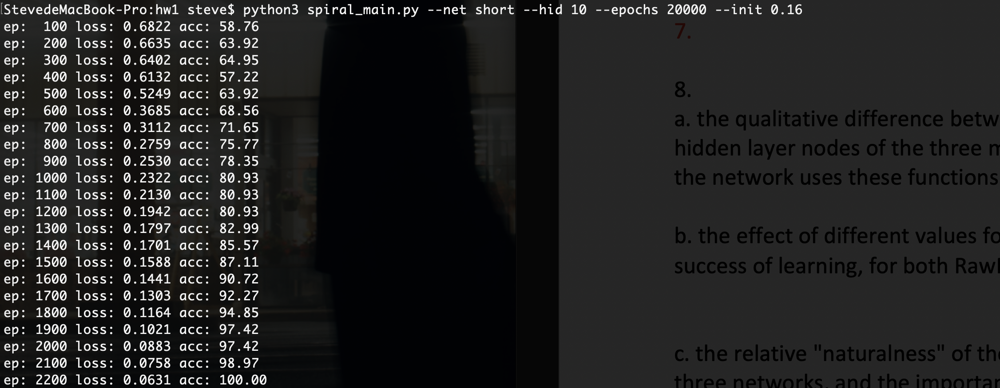 StevedeMacBook-Pro:hw1 steve$ python3 spiral_main.py --net short --hid 10 --epochs 20000 --init 0.16
ep:  100 loss: 0.6822 acc: 58.76
ep:  200 loss: 0.6635 acc: 63.92
ep:  300 loss: 0.6402 acc: 64.95
ep:  400 loss: 0.6132 acc: 57.22
ep:  500 loss: 0.5249 acc: 63.92
ep:  600 loss: 0.3685 acc: 68.56
ep:  700 loss: 0.3112 acc: 71.65
ep:  800 loss: 0.2759 acc: 75.77
ep:  900 loss: 0.2530 acc: 78.35
ep: 1000 loss: 0.2322 acc: 80.93
ep: 1100 loss: 0.2130 acc: 80.93
ep: 1200 loss: 0.1942 acc: 80.93
ep: 1300 loss: 0.1797 acc: 82.99
ep: 1400 loss: 0.1701 acc: 85.57
ep: 1500 loss: 0.1588 acc: 87.11
ep: 1600 loss: 0.1441 acc: 90.72
ep: 1700 loss: 0.1303 acc: 92.27
ep: 1800 loss: 0.1164 acc: 94.85
ep: 1900 loss: 0.1021 acc: 97.42
ep: 2000 loss: 0.0883 acc: 97.42
ep: 2100 loss: 0.0758 acc: 98.97
ep: 2200 loss: 0.0631 acc: 100.00
7.
8.
a. the qualitative difference betw
hidden layer nodes of the three m
the network uses these functions
b. the effect of different values fo
success of learning, for both Raw
c. the relative "naturalness" of the
three networks, and the importan